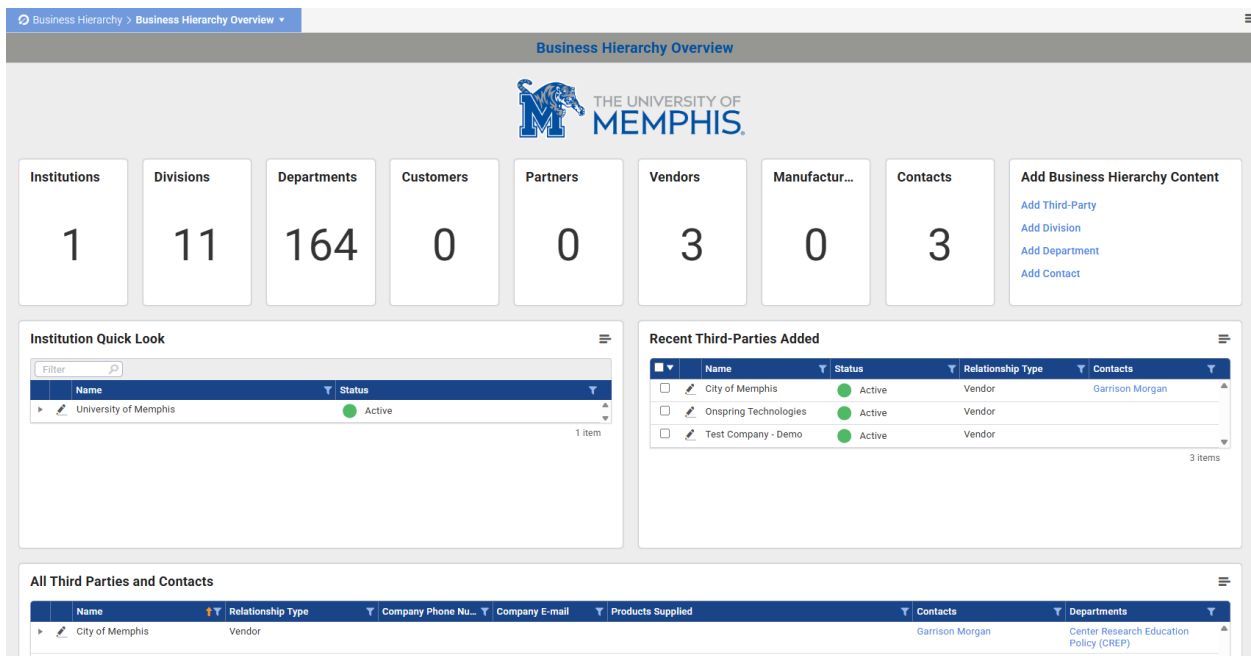 Business Hierarchy > Business Hierarchy Overview
Business Hierarchy Overview
THE UNIVERSITY OF
MEMPHIS.
Institutions
1
Divisions
11
Departments
164
Customers
0
Partners
0
Vendors
3
Manufactur...
0
Contacts
3
Add Business Hierarchy Content
Add Third-Party
Add Division
Add Department
Add Contact
Institution Quick Look
Filter
Name Status
University of Memphis Active
1 item
Recent Third-Parties Added
Name Status Relationship Type Contacts
City of Memphis Active Vendor Garrison Morgan
Onspring Technologies Active Vendor
Test Company - Demo Active Vendor
3 items
All Third Parties and Contacts
Name Relationship Type Company Phone Nu... Company E-mail Products Supplied Contacts Departments
City of Memphis Vendor Garrison Morgan Center Research Education
Policy (CREP)